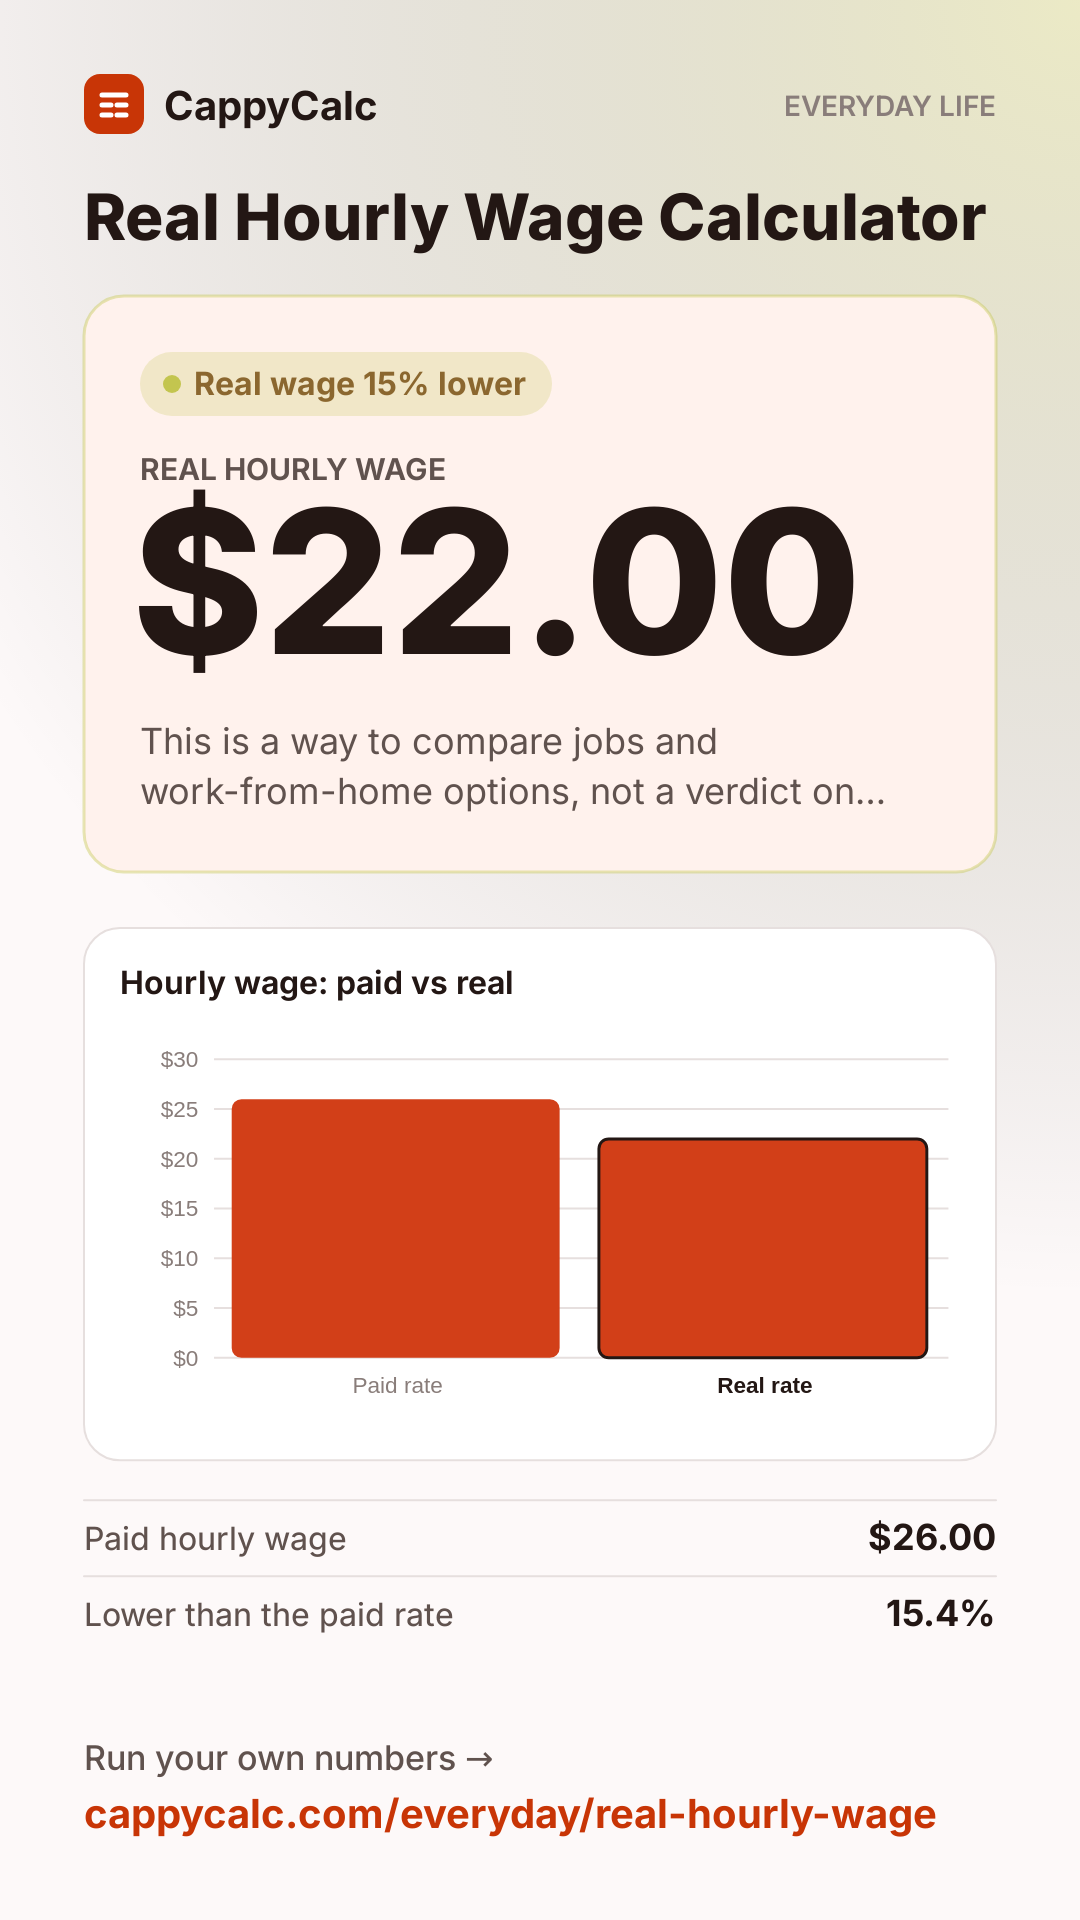 CappyCalc
EVERYDAY LIFE
Real Hourly Wage Calculator
Real wage 15% lower
REAL HOURLY WAGE
$22.00
This is a way to compare jobs and
work-from-home options, not a verdict on...
Hourly wage: paid vs real
$30
$25
$20
$15
$10
$5
$0
Paid rate
Real rate
Paid hourly wage
$26.00
Lower than the paid rate
15.4%
Run your own numbers →
cappycalc.com/everyday/real-hourly-wage